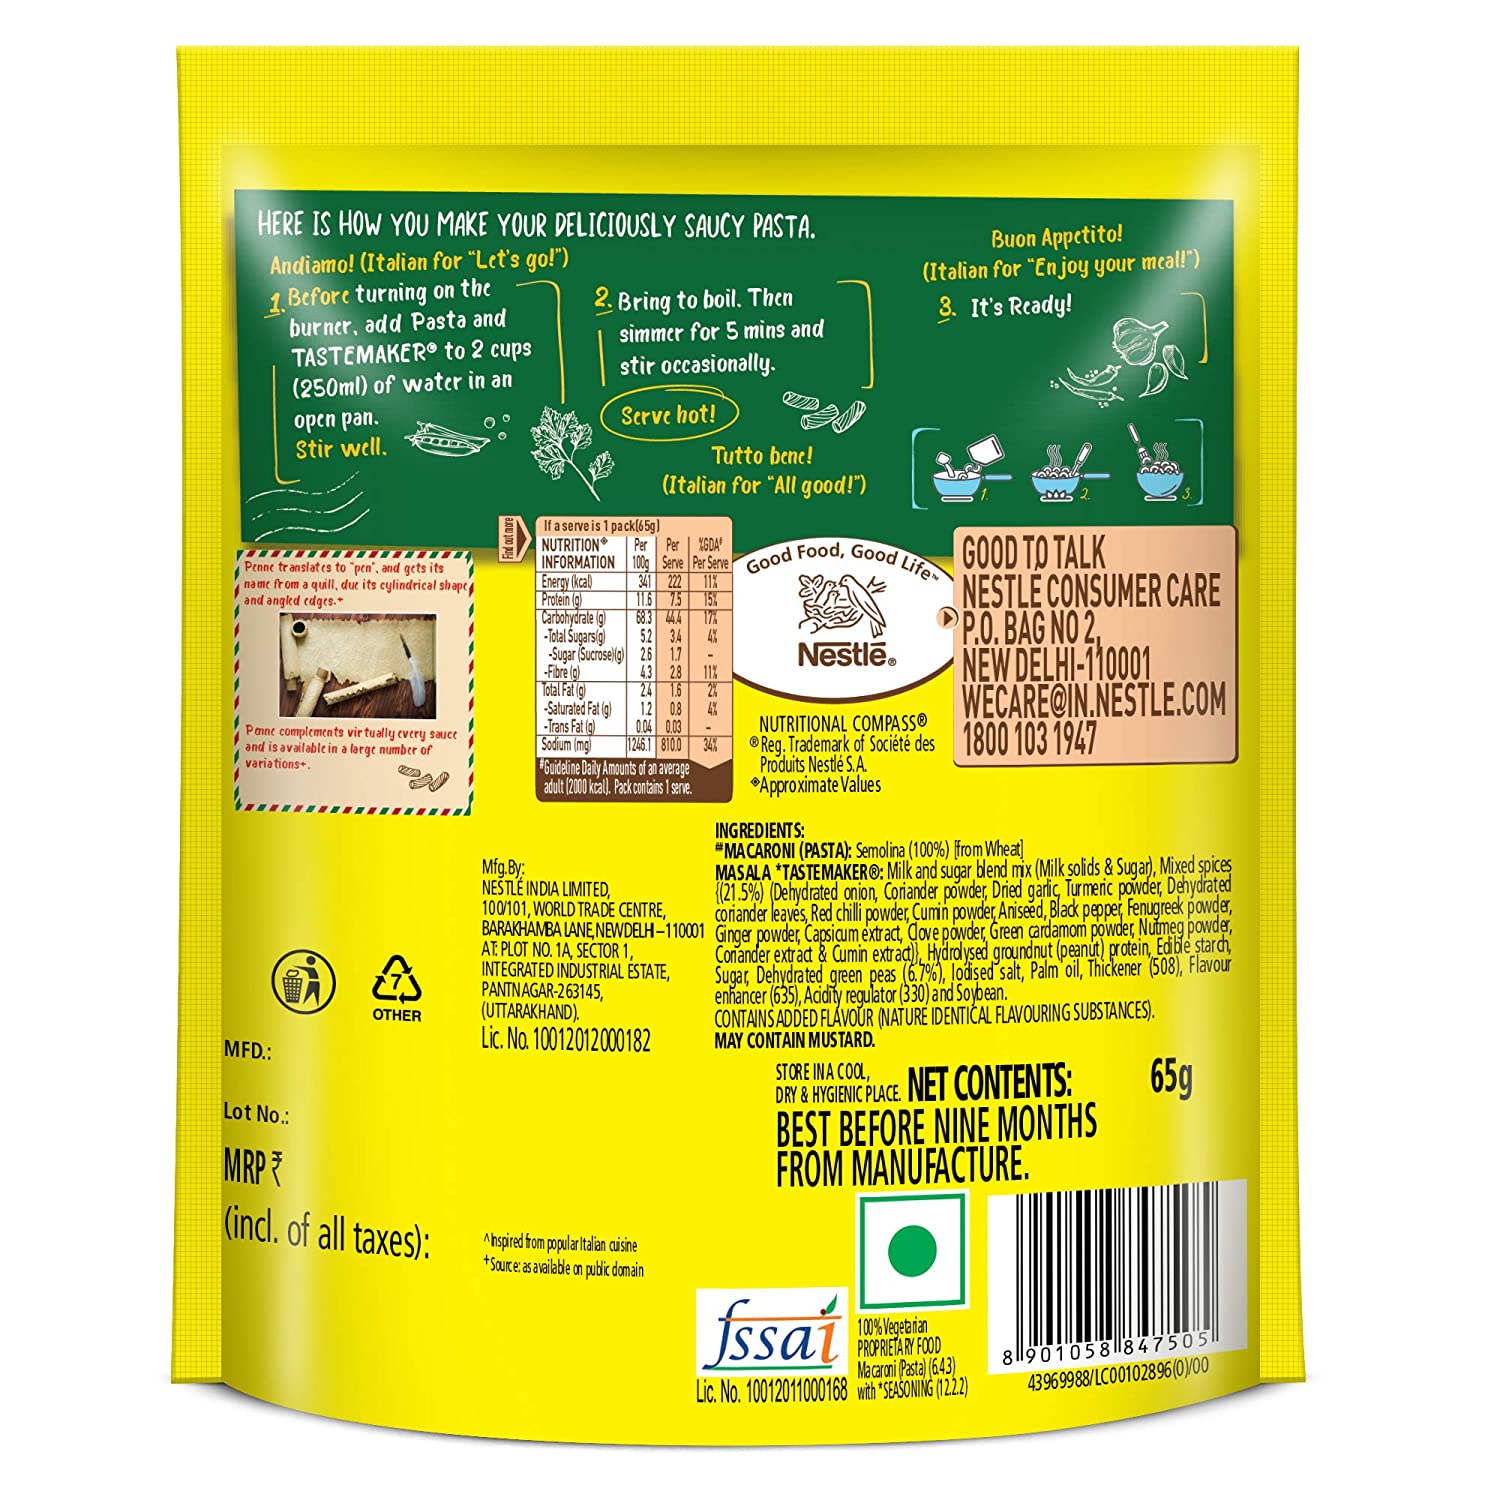 HERE IS HOW YOU MAKE YOUR DELICIOUSLY SAUCY PASTA.
Andiamo! (Italian for "Let's go!")
1. Before turning on the
burner, add Pasta and
TASTEMAKER® to 2 cups
(250ml) of water in an
open pan.
Stir well.
2. Bring to boil. Then
simmer for 5 mins and
stir occasionally.
Serve hot!
Tutto bene!
(Italian for "All good!")
Buon Appetito!
(Italian for "Enjoy your meal!")
3. It's Ready!
1. 2. 3.
Penne translates to "pen", and gets its
name from a quill, due its cylindrical shape
and angled edges.+
Penne complements virtually every sauce
and is available in a large number of
variations+.
Find out more
If a serve is 1 pack(65g)
NUTRITION◈ INFORMATION Per 100g Per Serve %GDA# Per Serve
Energy (kcal) 341 222 11%
Protein (g) 11.6 7.5 15%
Carbohydrate (g) 68.3 44.4 17%
-Total Sugars(g) 5.2 3.4 4%
-Sugar (Sucrose)(g) 2.6 1.7 -
-Fibre (g) 4.3 2.8 11%
Total Fat (g) 2.4 1.6 2%
-Saturated Fat (g) 1.2 0.8 4%
-Trans Fat (g) 0.04 0.03 -
Sodium (mg) 1246.1 810.0 34%
#Guideline Daily Amounts of an average
adult (2000 kcal). Pack contains 1 serve.
Good Food, Good Life™
Nestlé®
NUTRITIONAL COMPASS®
®Reg. Trademark of Société des
Produits Nestlé S.A.
◈Approximate Values
GOOD TO TALK
NESTLÉ CONSUMER CARE
P.O. BAG NO 2,
NEW DELHI-110001
WECARE@IN.NESTLE.COM
1800 103 1947
INGREDIENTS:
#MACARONI (PASTA): Semolina (100%) [from Wheat]
MASALA *TASTEMAKER®: Milk and sugar blend mix (Milk solids & Sugar), Mixed spices
{(21.5%) (Dehydrated onion, Coriander powder, Dried garlic, Turmeric powder, Dehydrated
coriander leaves, Red chilli powder, Cumin powder, Aniseed, Black pepper, Fenugreek powder,
Ginger powder, Capsicum extract, Clove powder, Green cardamom powder, Nutmeg powder,
Coriander extract & Cumin extract)}, Hydrolysed groundnut (peanut) protein, Edible starch,
Sugar, Dehydrated green peas (6.7%), Iodised salt, Palm oil, Thickener (508), Flavour
enhancer (635), Acidity regulator (330) and Soybean.
CONTAINS ADDED FLAVOUR (NATURE IDENTICAL FLAVOURING SUBSTANCES).
MAY CONTAIN MUSTARD.
Mfg.By:
NESTLÉ INDIA LIMITED,
100/101, WORLD TRADE CENTRE,
BARAKHAMBA LANE, NEW DELHI – 110001
AT: PLOT NO. 1A, SECTOR 1,
INTEGRATED INDUSTRIAL ESTATE,
PANTNAGAR-263145,
(UTTARAKHAND).
Lic. No. 10012012000182
7
OTHER
MFD.:
Lot No.:
MRP ₹
(incl. of all taxes):
STORE IN A COOL,
DRY & HYGIENIC PLACE.
NET CONTENTS: 65g
BEST BEFORE NINE MONTHS
FROM MANUFACTURE.
^Inspired from popular Italian cuisine
+Source: as available on public domain
fssai
Lic. No. 10012011000168
100% Vegetarian
PROPRIETARY FOOD
Macaroni (Pasta) (6.4.3)
with *SEASONING (12.2.2)
8 901058 847505
43969988/LC00102896(0)/00